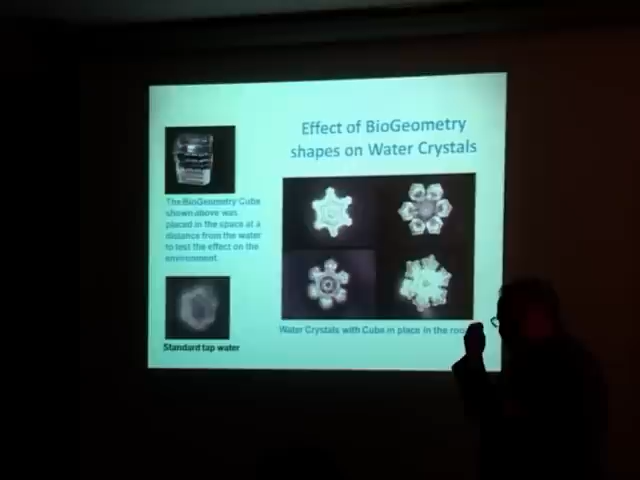 Effect of BioGeometry
shapes on Water Crystals
The BioGeometry Cube
shown above was
placed in the space at a
distance from the water
to test the effect on the
environment.
Standard tap water
Water Crystals with Cube in place in the